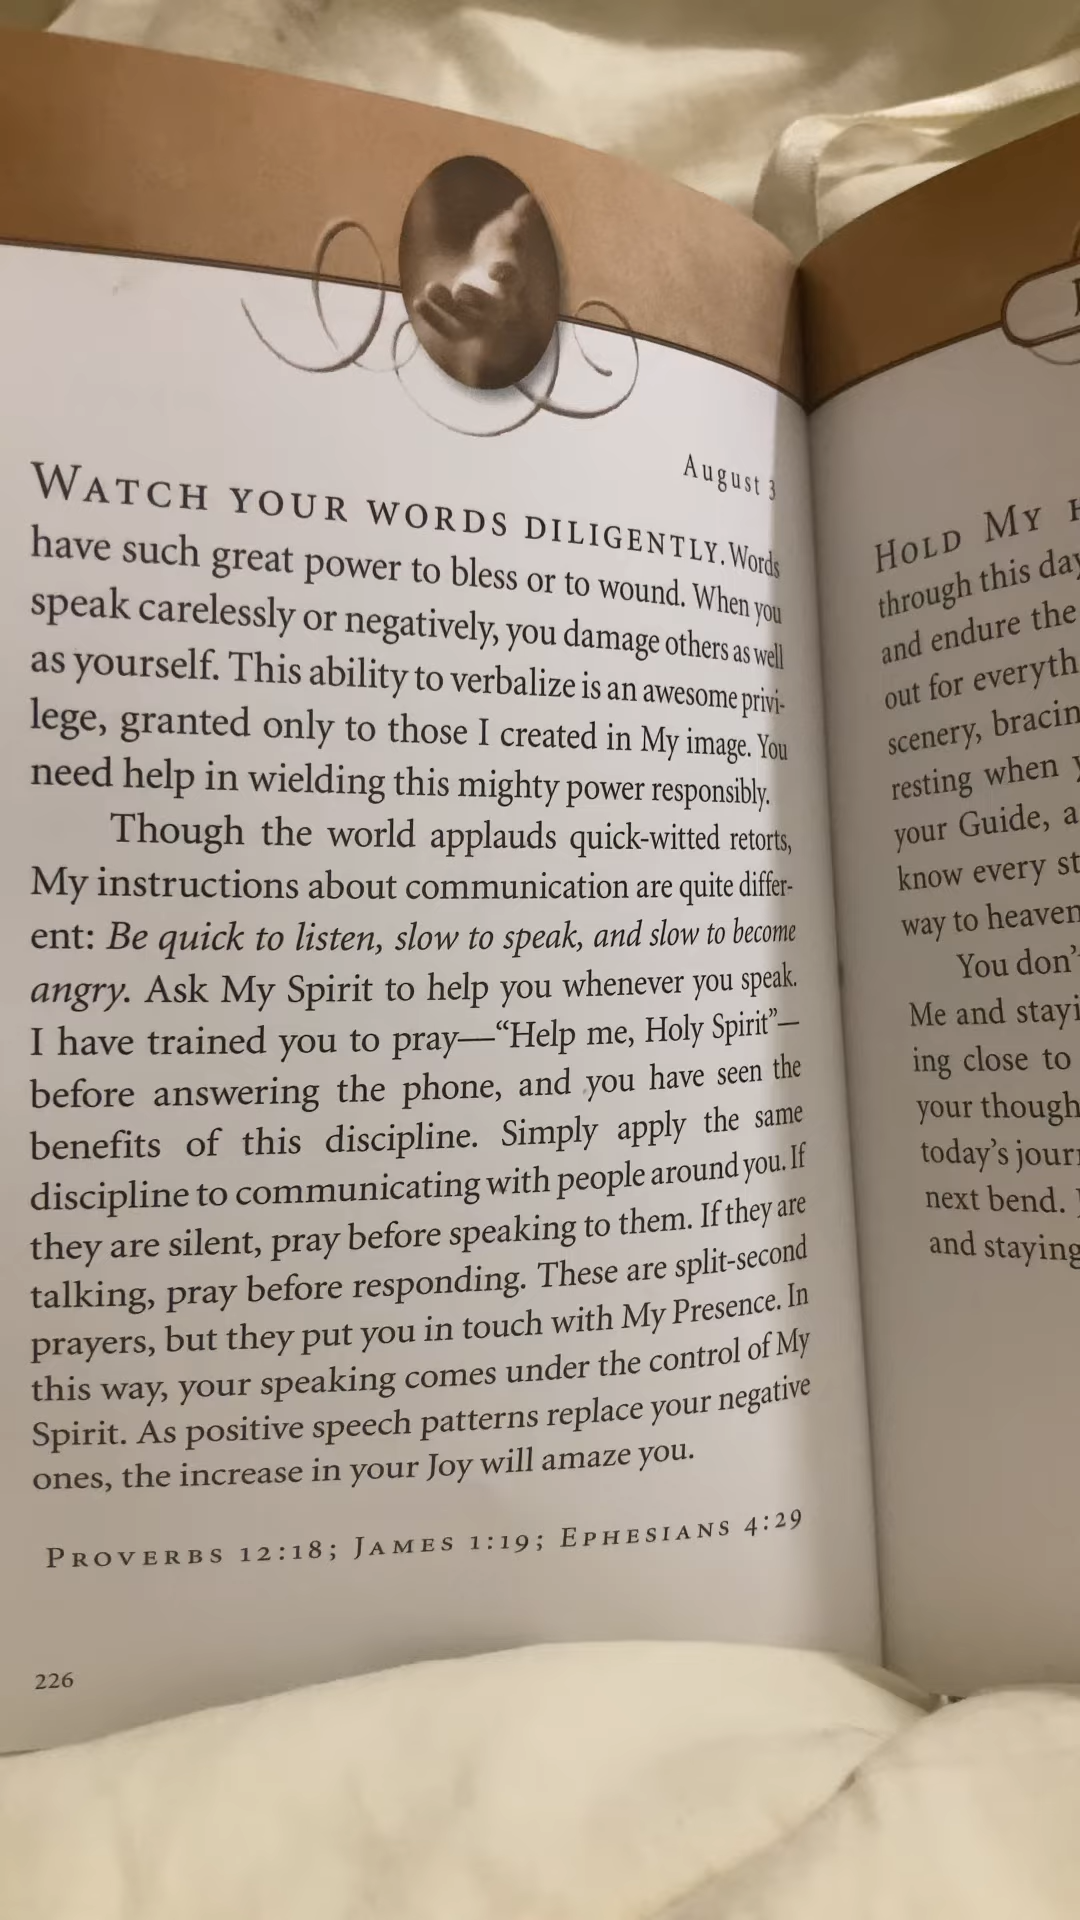 August 3
WATCH YOUR WORDS DILIGENTLY. Words
have such great power to bless or to wound. When you
speak carelessly or negatively, you damage others as well
as yourself. This ability to verbalize is an awesome privi-
lege, granted only to those I created in My image. You
need help in wielding this mighty power responsibly.
Though the world applauds quick-witted retorts,
My instructions about communication are quite differ-
ent: Be quick to listen, slow to speak, and slow to become
angry. Ask My Spirit to help you whenever you speak.
I have trained you to pray—“Help me, Holy Spirit”—
before answering the phone, and you have seen the
benefits of this discipline. Simply apply the same
discipline to communicating with people around you. If
they are silent, pray before speaking to them. If they are
talking, pray before responding. These are split-second
prayers, but they put you in touch with My Presence. In
this way, your speaking comes under the control of My
Spirit. As positive speech patterns replace your negative
ones, the increase in your Joy will amaze you.
PROVERBS 12:18; JAMES 1:19; EPHESIANS 4:29
226
HOLD MY
through this day
and endure the
out for everyth
scenery, bracin
resting when
your Guide, a
know every st
way to heaven
You don’
Me and stayi
ing close to
your though
today’s jour
next bend.
and staying